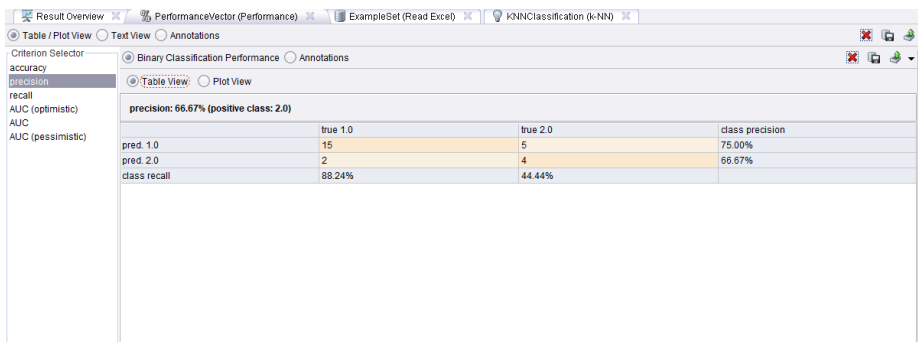 Result Overview % PerformanceVector (Performance) ExampleSet (Read Excel) KNNClassification (k-NN)
Table / Plot View Text View Annotations
Criterion Selector
accuracy
precision
recall
AUC (optimistic)
AUC
AUC (pessimistic)
Binary Classification Performance Annotations
Table View Plot View
precision: 66.67% (positive class: 2.0)
true 1.0 true 2.0 class precision
pred. 1.0 15 5 75.00%
pred. 2.0 2 4 66.67%
class recall 88.24% 44.44%